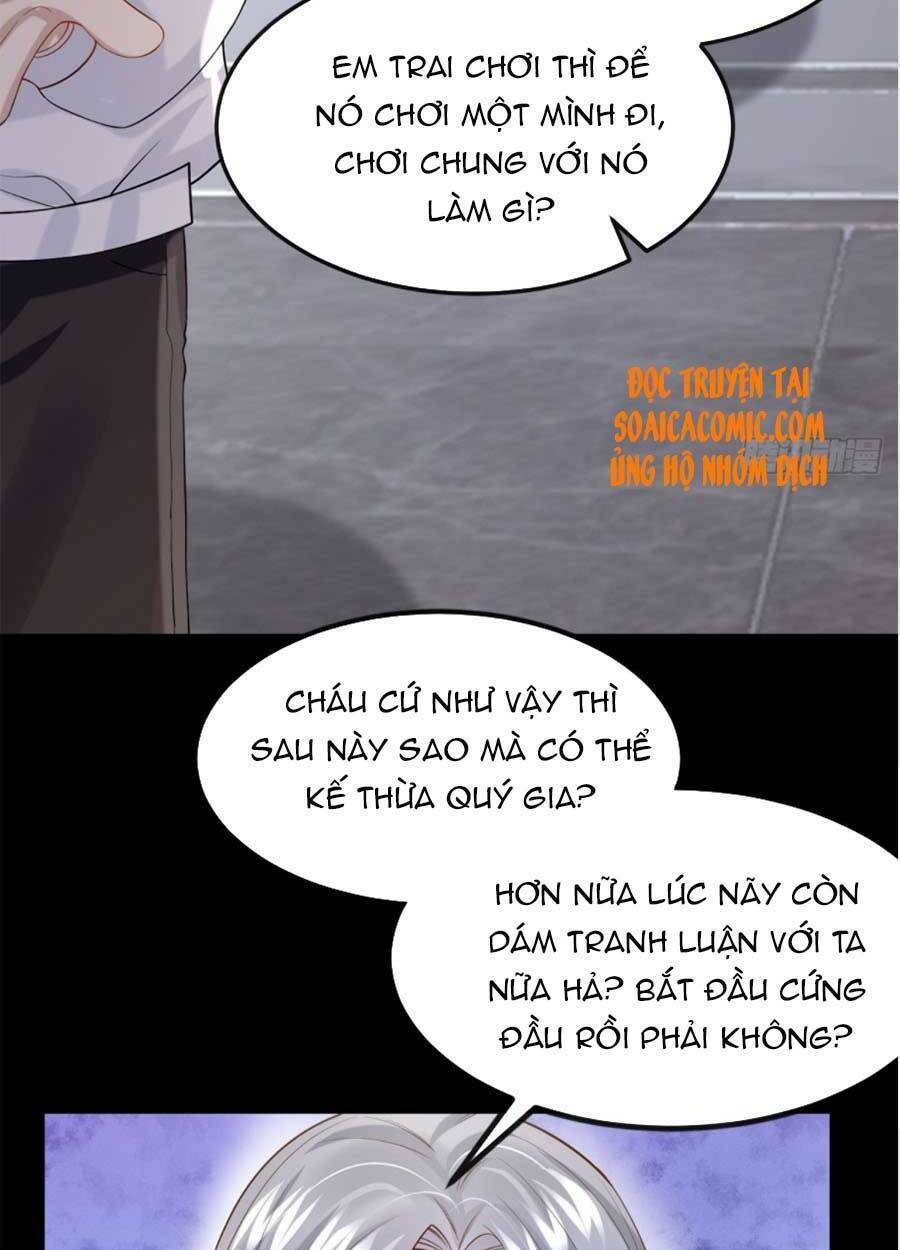 EM TRAI CHƠI THÌ ĐỂ
NÓ CHƠI MỘT MÌNH ĐI,
CHƠI CHUNG VỚI NÓ
LÀM GÌ?
ĐỌC TRUYỆN TẠI
SOAICACOMIC.COM
ỦNG HỘ NHÓM DỊCH
CHÁU CỨ NHƯ VẬY THÌ
SAU NÀY SAO MÀ CÓ THỂ
KẾ THỪA QUÝ GIA?
HƠN NỮA LÚC NÃY CÒN
DÁM TRANH LUẬN VỚI TA
NỮA HẢ? BẮT ĐẦU CỨNG
ĐẦU RỒI PHẢI KHÔNG?